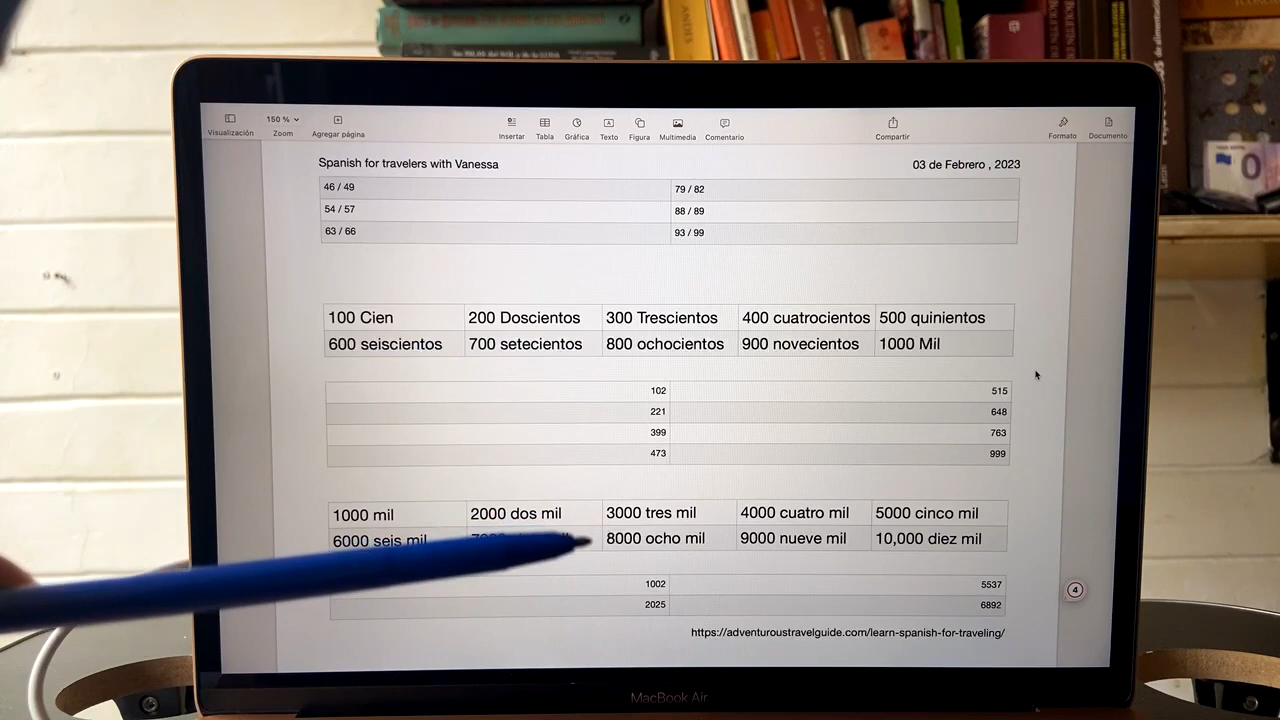 ANDES
Visualización
150 %
Zoom
Agregar página
Insertar
Tabla
Gráfica
Texto
Figura
Multimedia
Comentario
Compartir
Formato
Documento
Spanish for travelers with Vanessa 03 de Febrero , 2023
46 / 49 79 / 82
54 / 57 88 / 89
63 / 66 93 / 99
100 Cien 200 Doscientos 300 Trescientos 400 cuatrocientos 500 quinientos
600 seiscientos 700 setecientos 800 ochocientos 900 novecientos 1000 Mil
102 515
221 648
399 763
473 999
1000 mil 2000 dos mil 3000 tres mil 4000 cuatro mil 5000 cinco mil
6000 seis mil 8000 ocho mil 9000 nueve mil 10,000 diez mil
1002 5537
2025 6892
4
https://adventuroustravelguide.com/learn-spanish-for-traveling/
MacBook Air